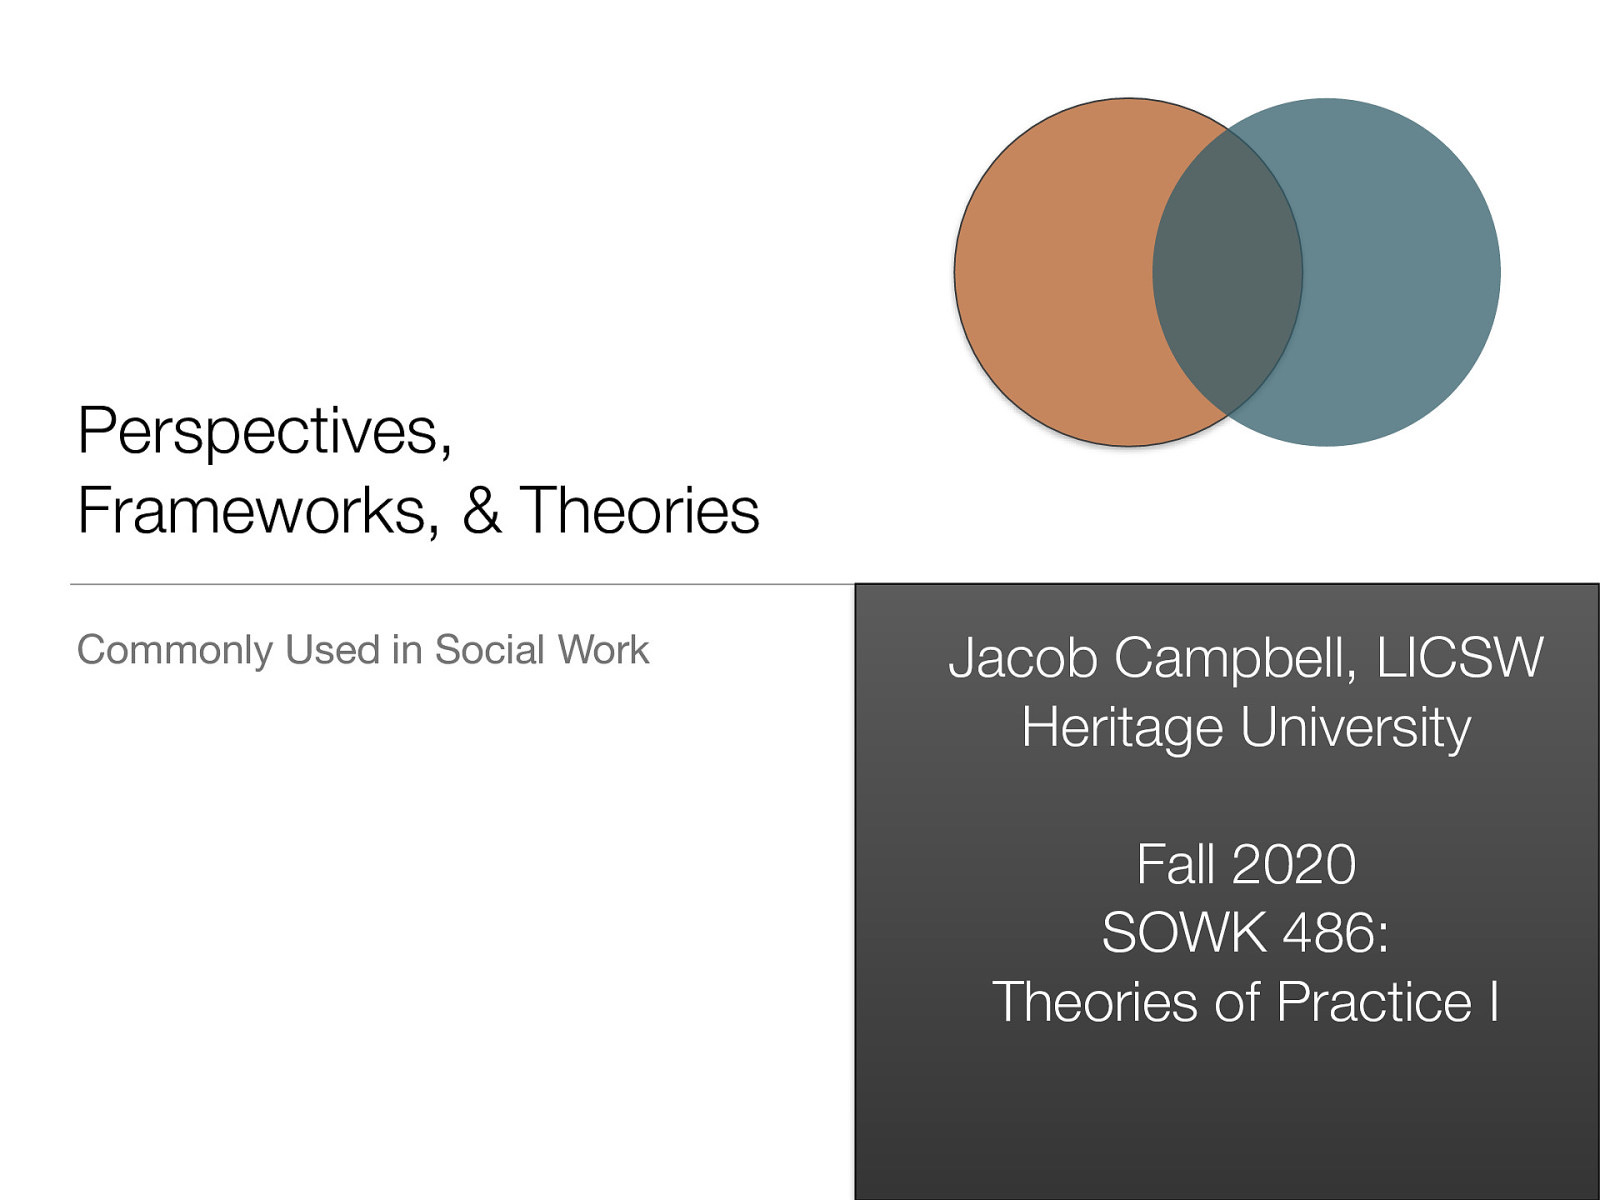 Perspectives,
Frameworks, & Theories
Commonly Used in Social Work
Jacob Campbell, LICSW
Heritage University
Fall 2020
SOWK 486:
Theories of Practice I